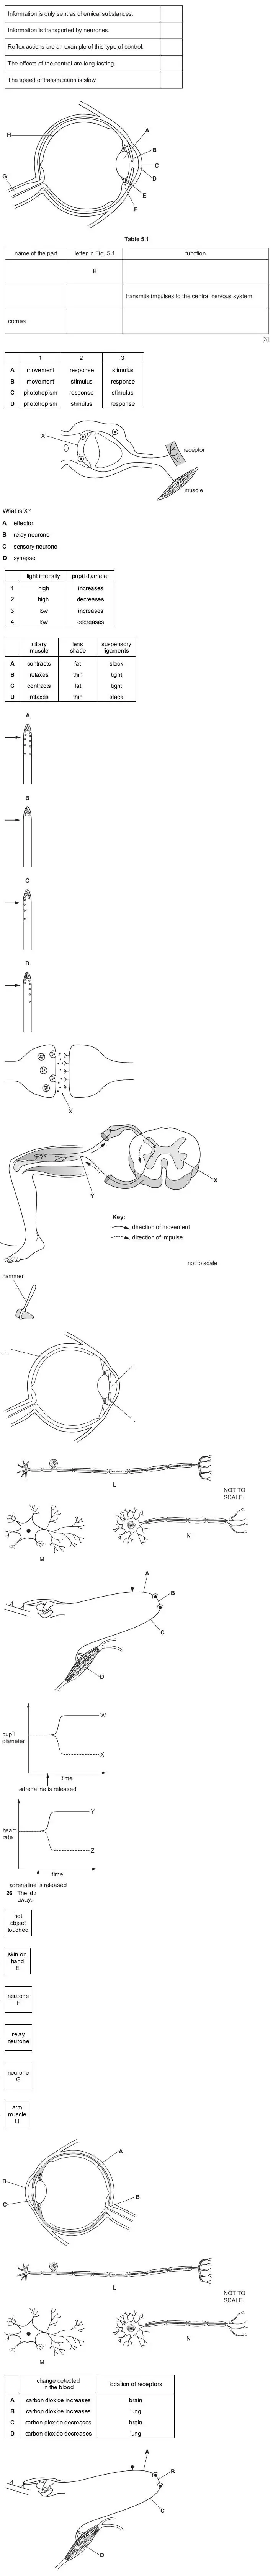 Information is only sent as chemical substances.
Information is transported by neurones.
Reflex actions are an example of this type of control.
The effects of the control are long-lasting.
The speed of transmission is slow.
A
H
B
C
G
D
E
F
Table 5.1
name of the part letter in Fig. 5.1 function
H
transmits impulses to the central nervous system
cornea
[3]
1 2 3
A movement response stimulus
B movement stimulus response
C phototropism response stimulus
D phototropism stimulus response
X
receptor
muscle
What is X?
A effector
B relay neurone
C sensory neurone
D synapse
light intensity pupil diameter
1 high increases
2 high decreases
3 low increases
4 low decreases
ciliary muscle lens shape suspensory ligaments
A contracts fat slack
B relaxes thin tight
C contracts fat tight
D relaxes thin slack
A
B
C
D
X
X
Y
Key:
direction of movement
direction of impulse
not to scale
hammer
L
NOT TO
SCALE
M
N
A
B
C
D
W
pupil
diameter
X
time
adrenaline is released
Y
heart
rate
Z
time
adrenaline is released
26 The ds
away.
hot
object
touched
skin on
hand
E
neurone
F
relay
neurone
neurone
G
arm
muscle
H
A
D
B
C
L
NOT TO
SCALE
M
N
change detected in the blood location of receptors
A carbon dioxide increases brain
B carbon dioxide increases lung
C carbon dioxide decreases brain
D carbon dioxide decreases lung
A
B
C
D